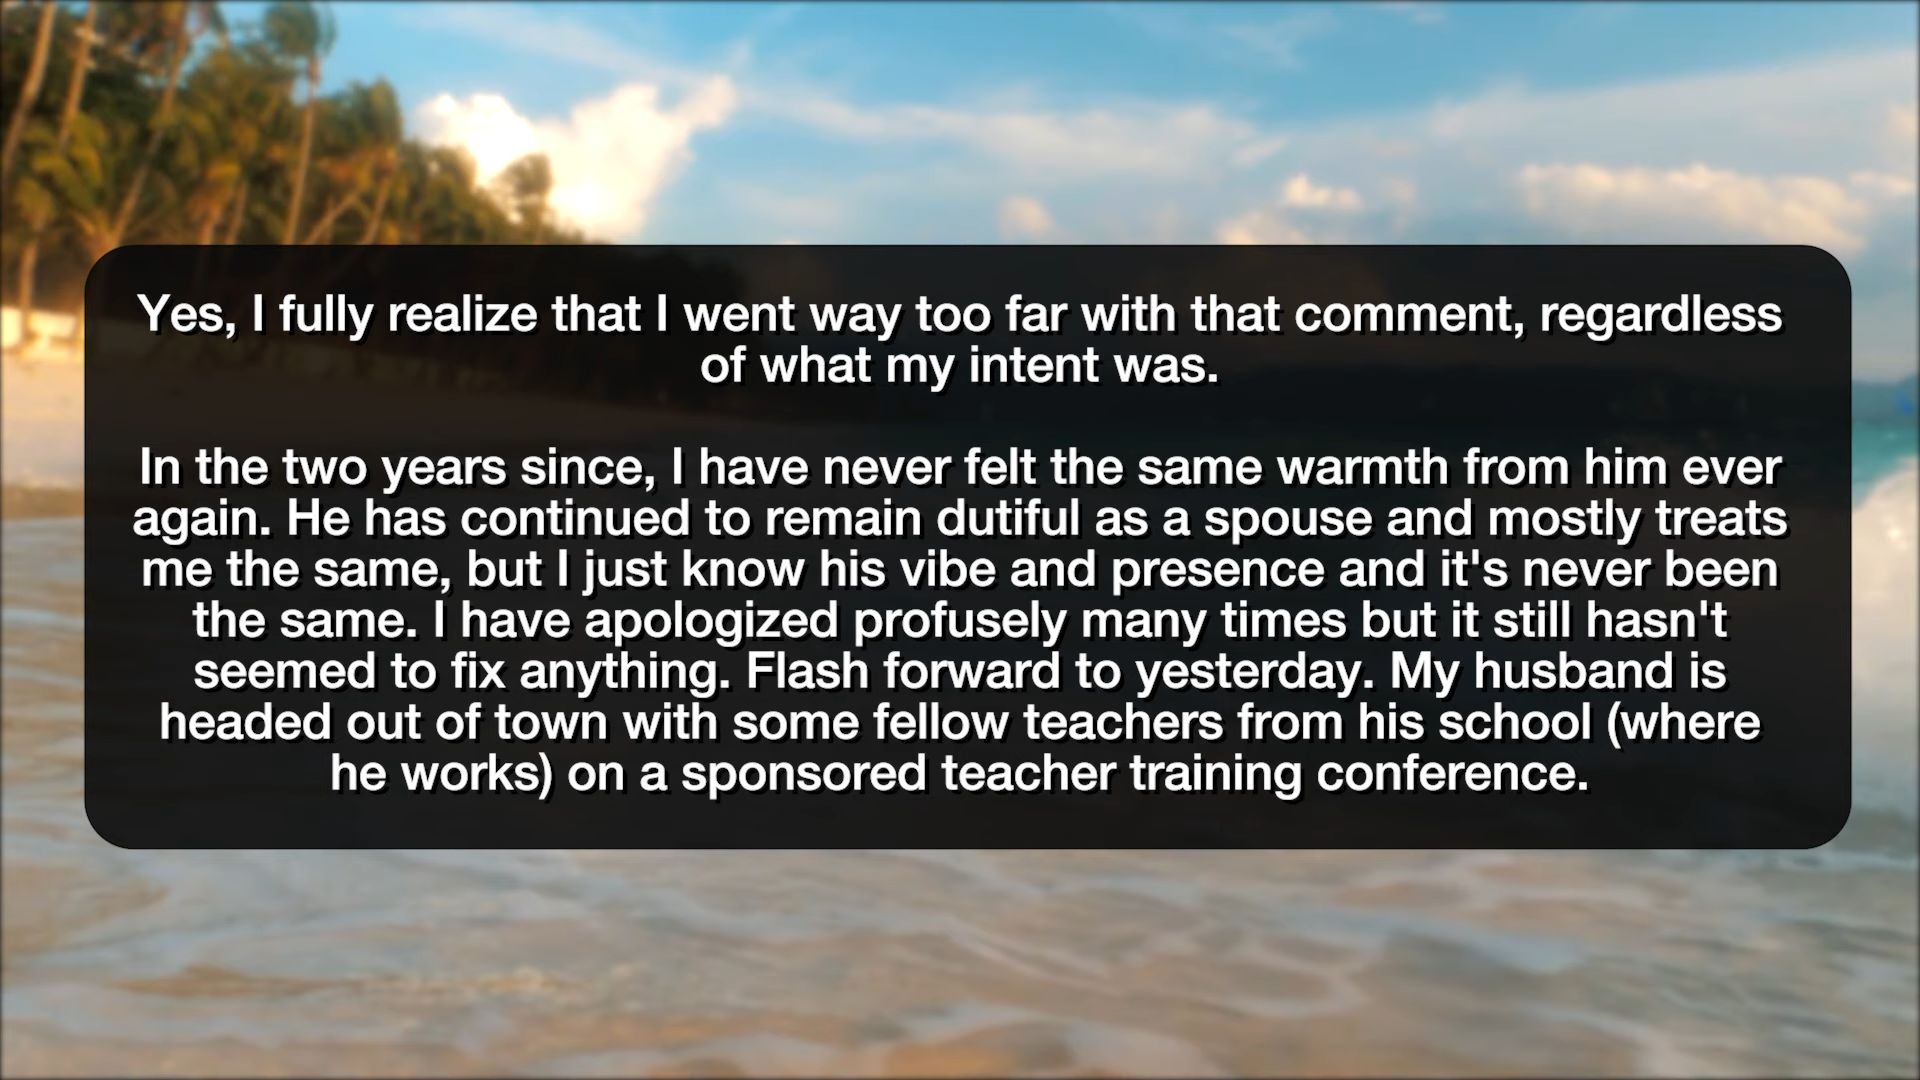 Yes, I fully realize that I went way too far with that comment, regardless
of what my intent was.
In the two years since, I have never felt the same warmth from him ever
again. He has continued to remain dutiful as a spouse and mostly treats
me the same, but I just know his vibe and presence and it's never been
the same. I have apologized profusely many times but it still hasn't
seemed to fix anything. Flash forward to yesterday. My husband is
headed out of town with some fellow teachers from his school (where
he works) on a sponsored teacher training conference.